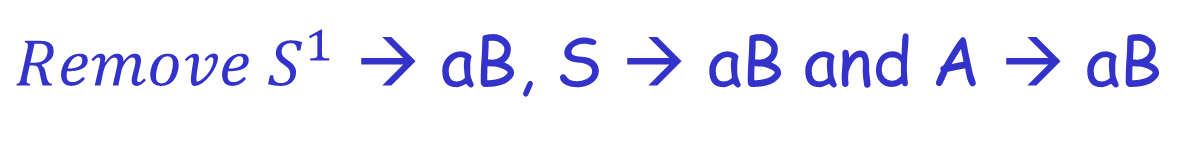 Remove S¹ → aB, S → aB and A → aB